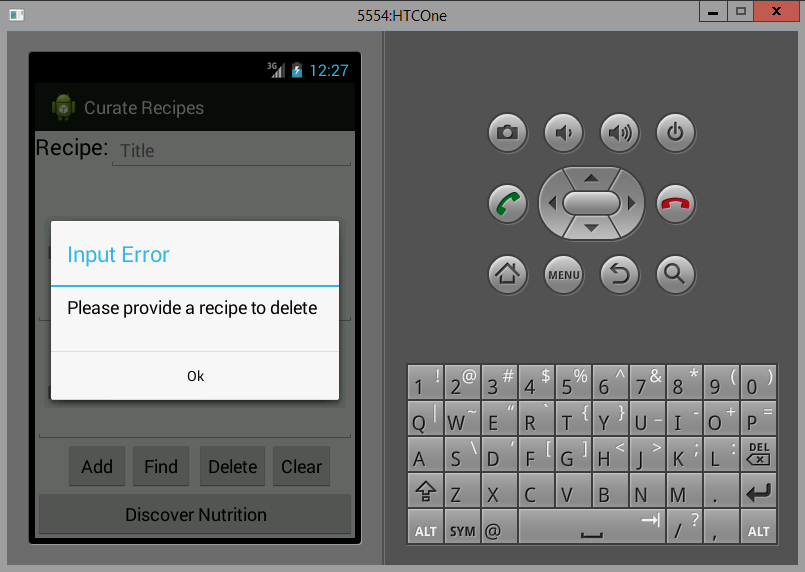 5554:HTCOne
3G 12:27
Curate Recipes
Recipe: Title
Input Error
Please provide a recipe to delete
Ok
Add Find Delete Clear
Discover Nutrition
MENU
1 ! 2 @ 3 # 4 $ 5 % 6 ^ 7 & 8 * 9 ( 0 )
Q | W ~ E “ R ` T { Y } U _ I - O + P =
A S \ D ‘ F [ G ] H < J > K ; L : DEL
Z X C V B N M .
ALT SYM @ / ? , ALT